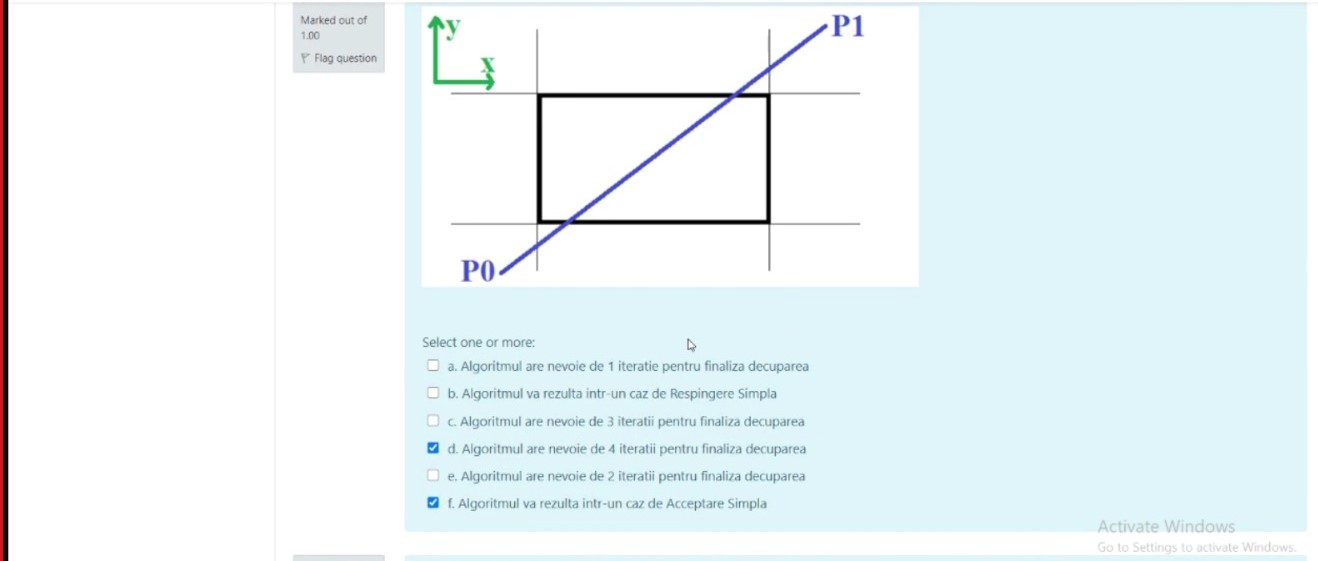 Marked out of
1.00
Flag question
y
x
P1
P0
Select one or more:
a. Algoritmul are nevoie de 1 iteratie pentru finaliza decuparea
b. Algoritmul va rezulta intr-un caz de Respingere Simpla
c. Algoritmul are nevoie de 3 iteratii pentru finaliza decuparea
d. Algoritmul are nevoie de 4 iteratii pentru finaliza decuparea
e. Algoritmul are nevoie de 2 iteratii pentru finaliza decuparea
f. Algoritmul va rezulta intr-un caz de Acceptare Simpla
Activate Windows
Go to Settings to activate Windows.